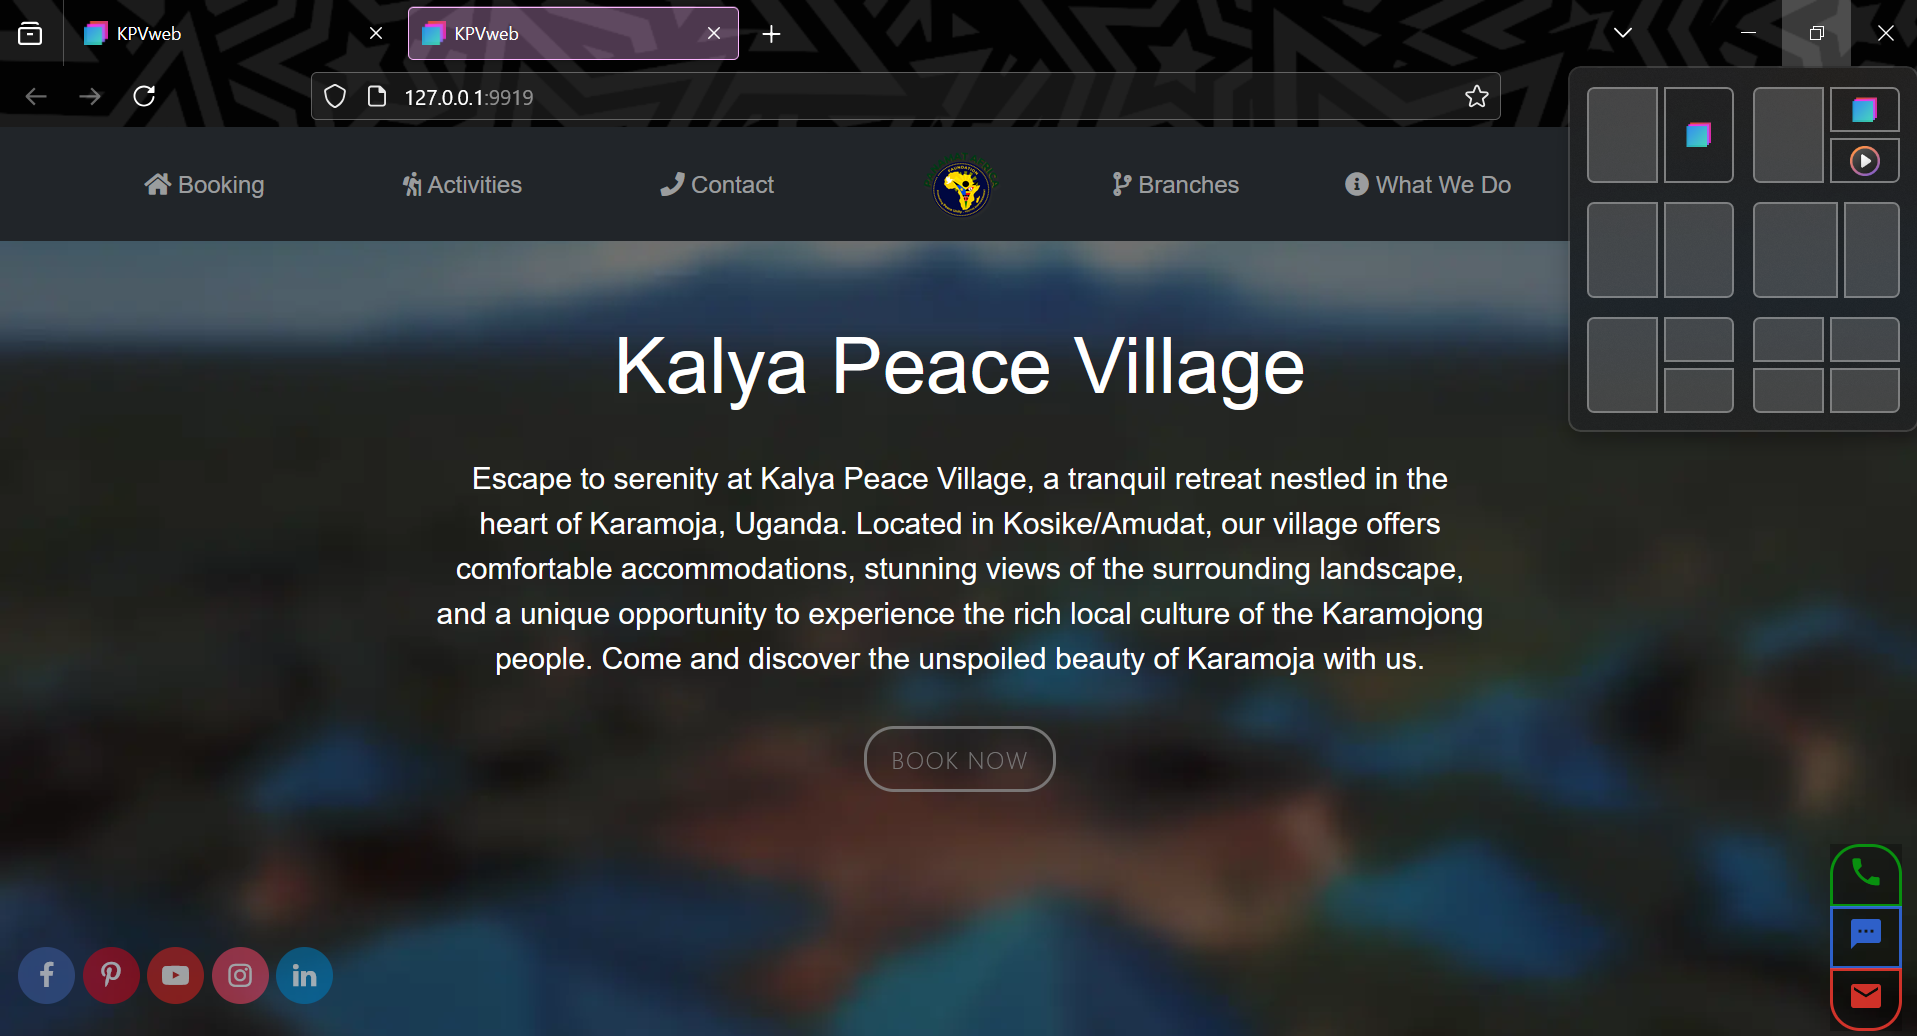 KPVweb
KPVweb
127.0.0.1:9919
Booking
Activities
Contact
FOUNDATION
Branches
What We Do
Kalya Peace Village
Escape to serenity at Kalya Peace Village, a tranquil retreat nestled in the
heart of Karamoja, Uganda. Located in Kosike/Amudat, our village offers
comfortable accommodations, stunning views of the surrounding landscape,
and a unique opportunity to experience the rich local culture of the Karamojong
people. Come and discover the unspoiled beauty of Karamoja with us.
BOOK NOW